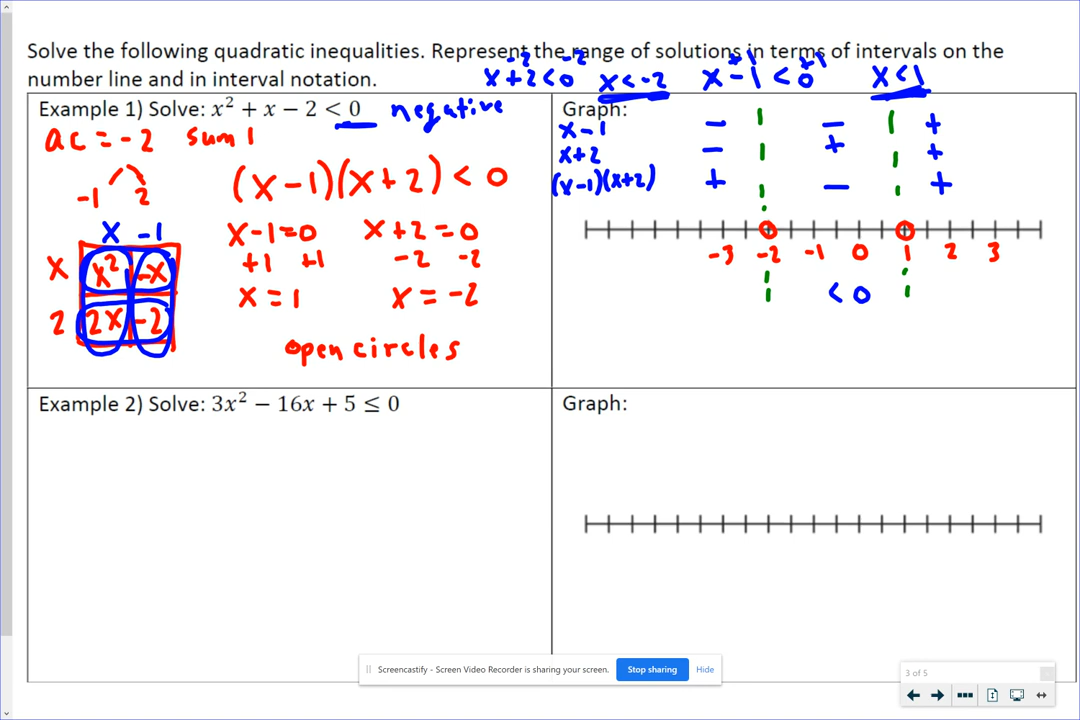 Solve the following quadratic inequalities. Represent the range of solutions in terms of intervals on the
number line and in interval notation.
-2 -2 +1 +1
x+2<0 x<-2 x-1<0 x<1
Example 1) Solve: x² + x − 2 < 0 negative
ac = -2 sum 1
-1 2
(x-1)(x+2) < 0
x -1
x x² -x
2 2x -2
x-1=0 x+2=0
+1 +1 -2 -2
x=1 x=-2
open circles
Graph:
x-1 - - +
x+2 - + +
(x-1)(x+2) + - +
-3 -2 -1 0 1 2 3
<0
Example 2) Solve: 3x² − 16x + 5 ≤ 0
Graph:
Screencastify - Screen Video Recorder is sharing your screen. Stop sharing Hide
3 of 5